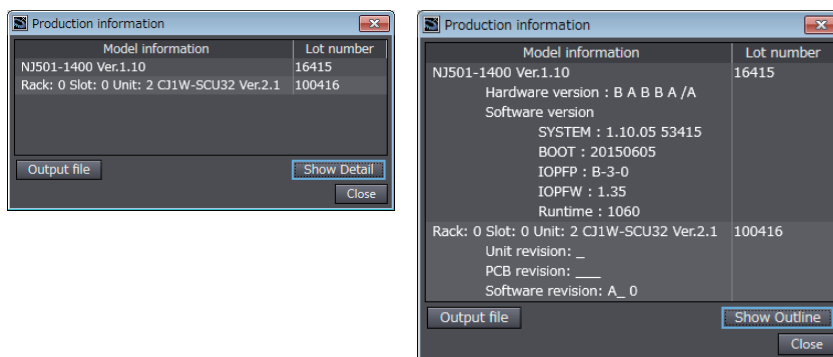 Production information
Model information Lot number
NJ501-1400 Ver.1.10 16415
Rack: 0 Slot: 0 Unit: 2 CJ1W-SCU32 Ver.2.1 100416
Output file Show Detail
Close
Production information
Model information Lot number
NJ501-1400 Ver.1.10 16415
Hardware version : B A B B A /A
Software version
SYSTEM : 1.10.05 53415
BOOT : 20150605
IOPFP : B-3-0
IOPFW : 1.35
Runtime : 1060
Rack: 0 Slot: 0 Unit: 2 CJ1W-SCU32 Ver.2.1 100416
Unit revision: _
PCB revision: ___
Software revision: A_ 0
Output file Show Outline
Close